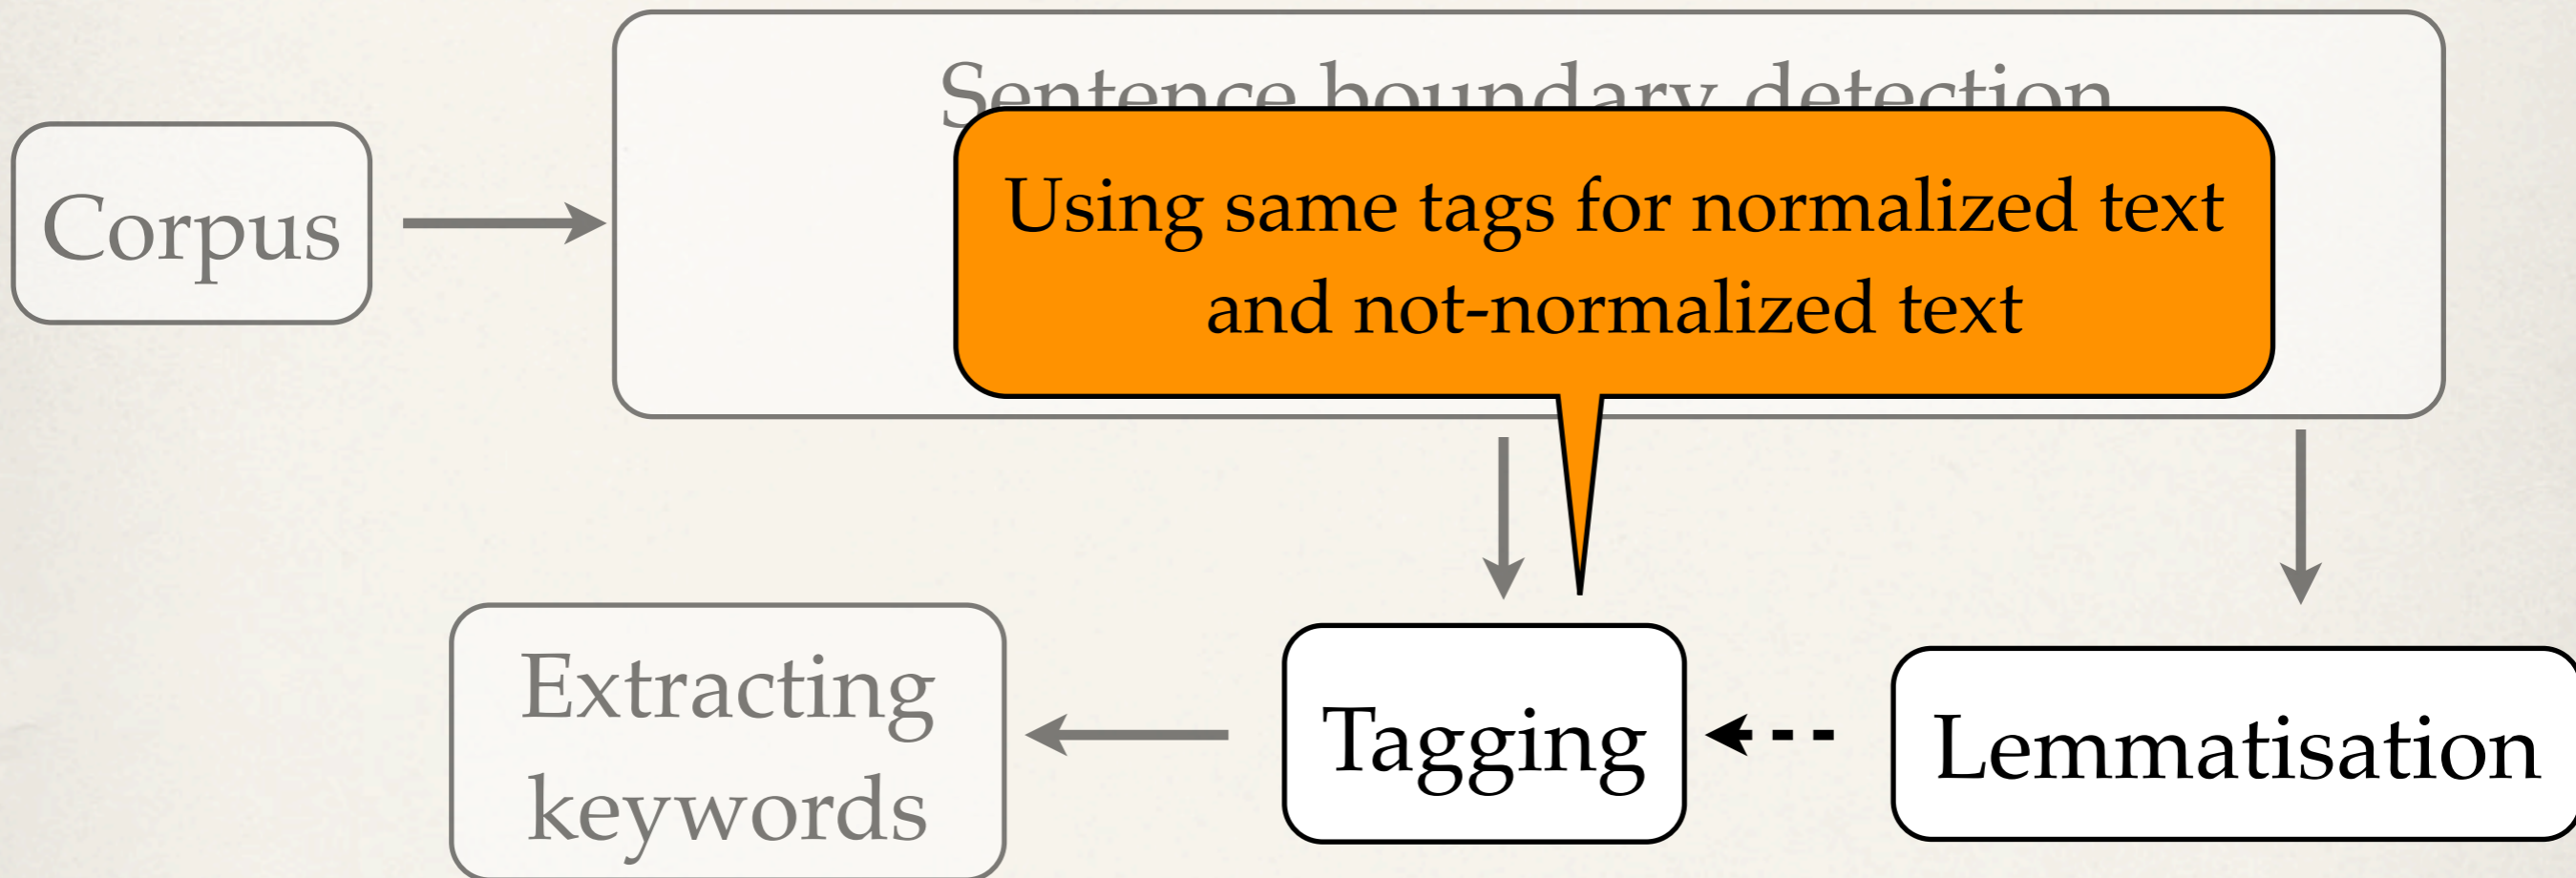 Sentence boundary detection
Corpus
Using same tags for normalized text
and not-normalized text
Extracting
keywords
Tagging
Lemmatisation